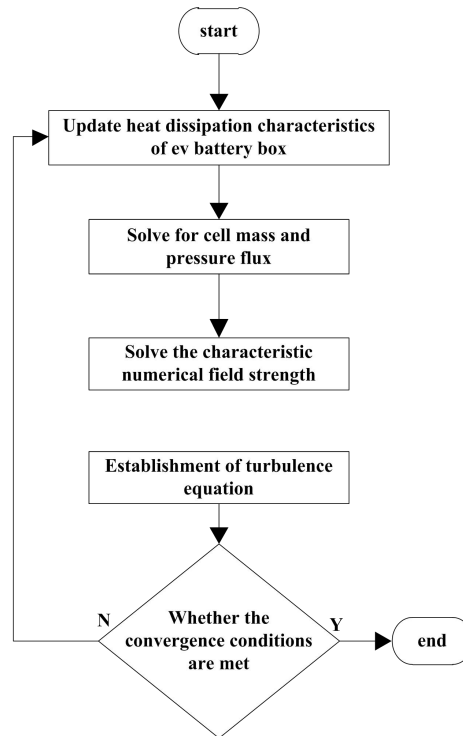 start
Update heat dissipation characteristics
of ev battery box
Solve for cell mass and
pressure flux
Solve the characteristic
numerical field strength
Establishment of turbulence
equation
N
Whether the
convergence conditions
are met
Y
end